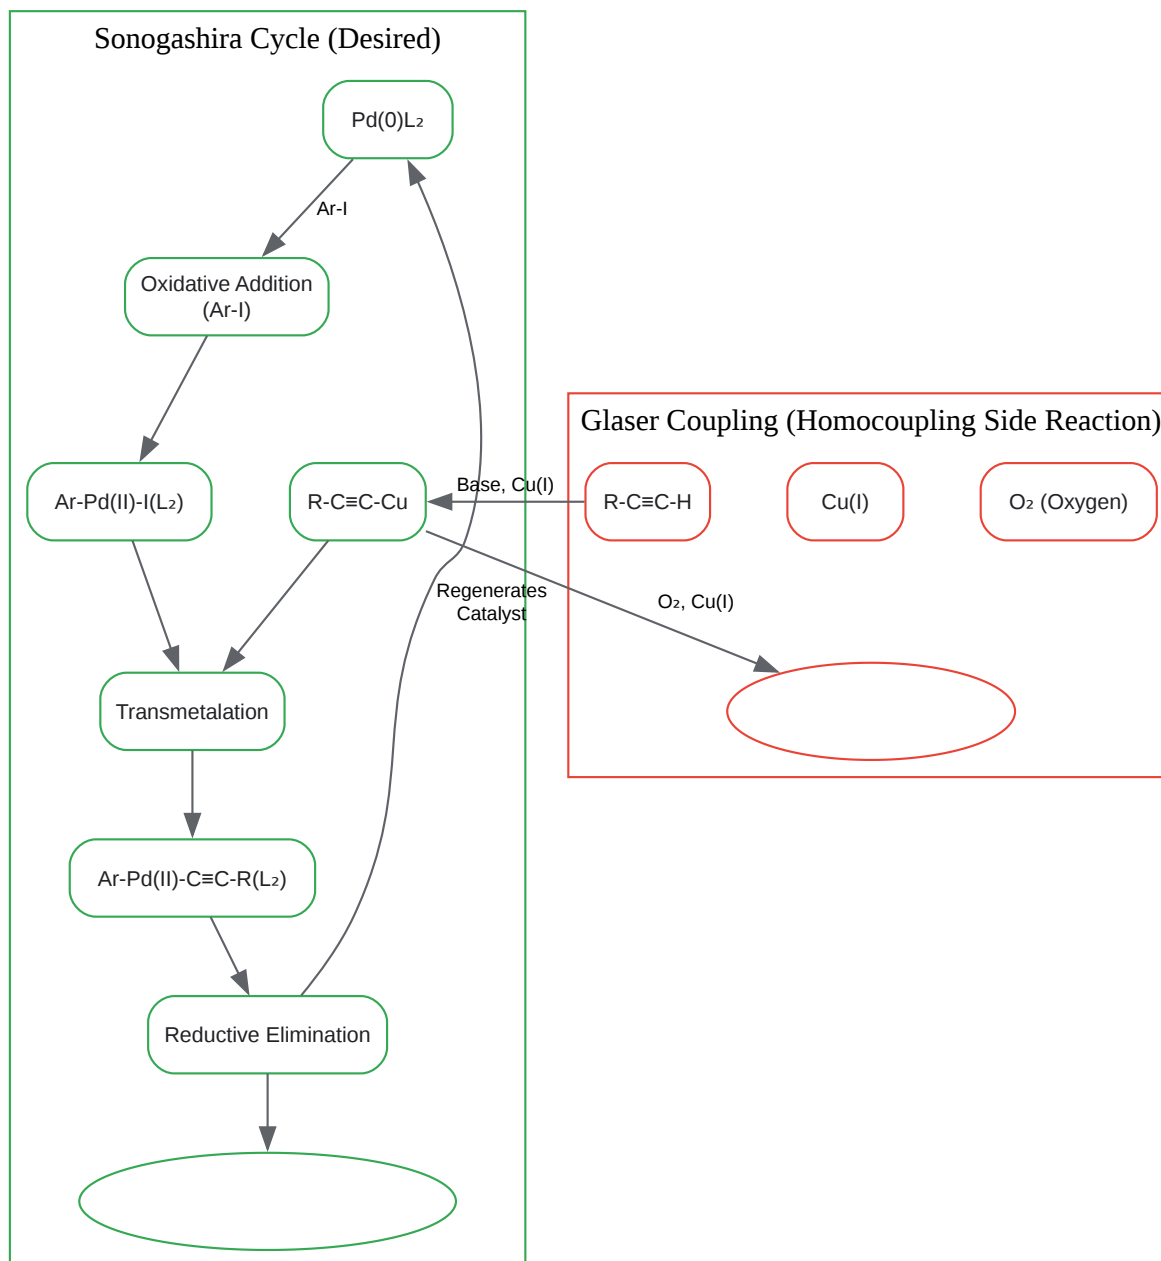 Sonogashira Cycle (Desired)
Pd(0)L₂
Ar-I
Oxidative Addition
(Ar-I)
Ar-Pd(II)-I(L₂)
R-C≡C-Cu
Regenerates
Catalyst
Transmetalation
Ar-Pd(II)-C≡C-R(L₂)
Reductive Elimination
Glaser Coupling (Homocoupling Side Reaction)
Base, Cu(I)
R-C≡C-H
Cu(I)
O₂ (Oxygen)
O₂, Cu(I)